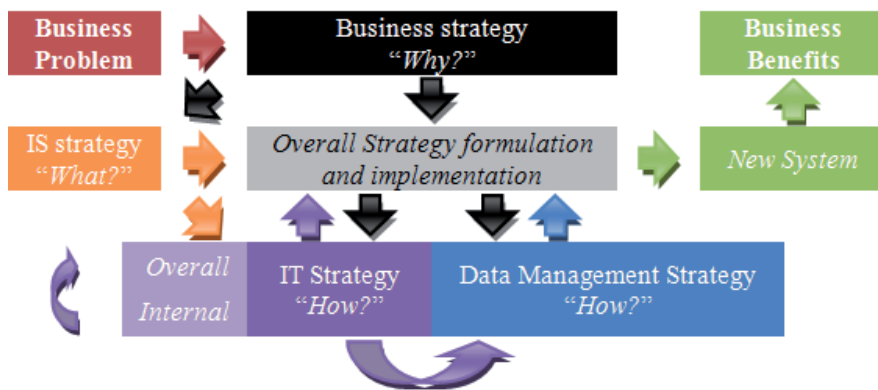 Business
Problem
Business strategy
“Why?”
Business
Benefits
IS strategy
“What?”
Overall Strategy formulation
and implementation
New System
Overall
Internal
IT Strategy
“How?”
Data Management Strategy
“How?”